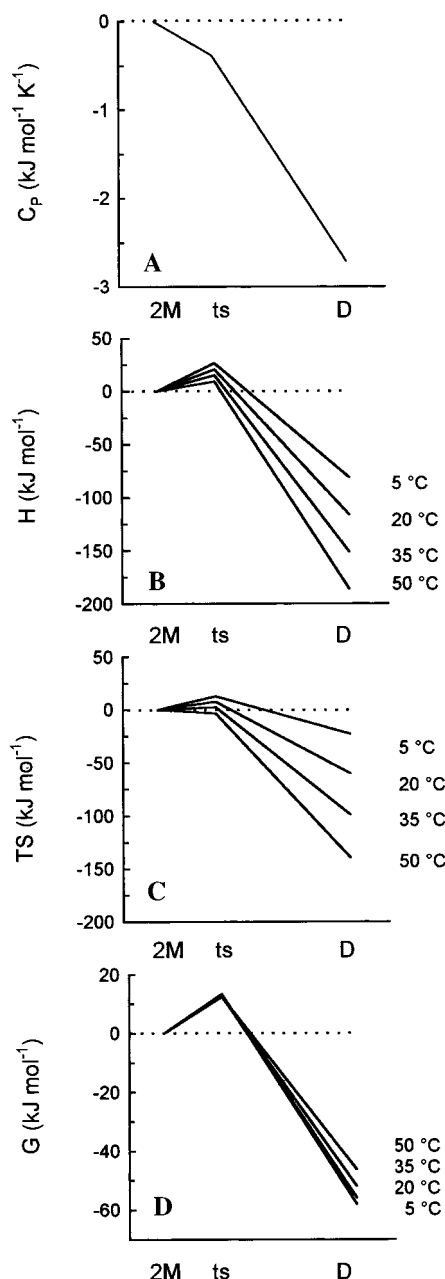 0
-1
-2
-3
C_P (kJ mol⁻¹ K⁻¹)
A
2M ts D
50
0
-50
-100
-150
-200
H (kJ mol⁻¹)
5 °C
20 °C
35 °C
50 °C
B
2M ts D
50
0
-50
-100
-150
-200
TS (kJ mol⁻¹)
5 °C
20 °C
35 °C
50 °C
C
2M ts D
20
0
-20
-40
-60
G (kJ mol⁻¹)
50 °C
35 °C
20 °C
5 °C
D
2M ts D